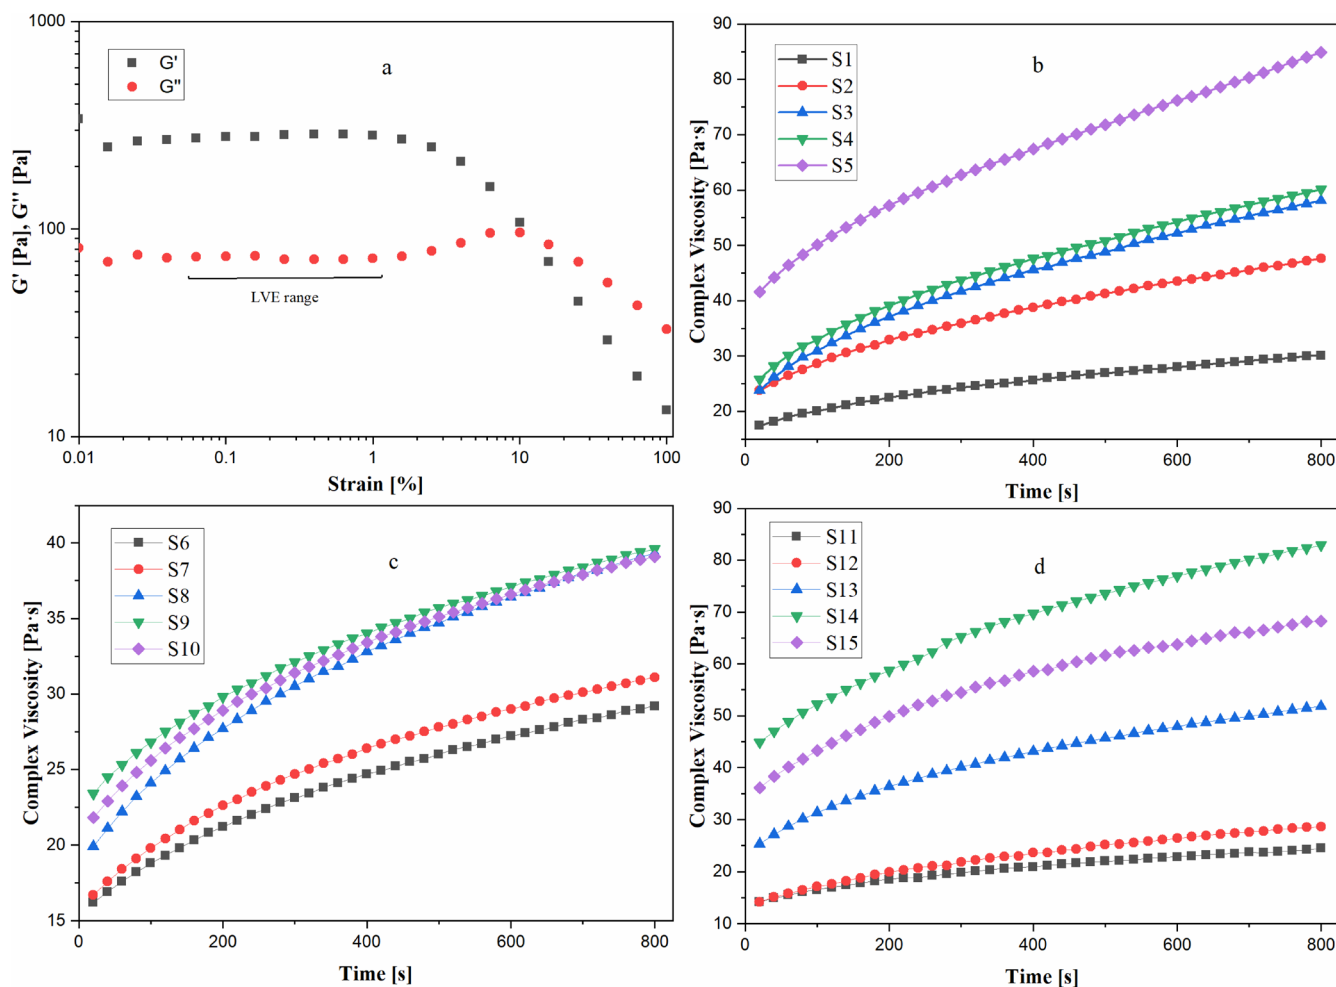 1000
G'
G"
a
G' [Pa], G'' [Pa]
100
LVE range
10
0.01 0.1 1 10 100
Strain [%]
90
S1
S2
S3
S4
S5
b
80
70
60
50
40
30
20
Complex Viscosity [Pa·s]
200 400 600 800
Time [s]
40
S6
S7
S8
S9
S10
c
35
30
25
20
15
Complex Viscosity [Pa·s]
0 200 400 600 800
Time [s]
90
S11
S12
S13
S14
S15
d
80
70
60
50
40
30
20
10
Complex Viscosity [Pa·s]
0 200 400 600 800
Time [s]